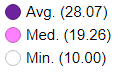 Avg. (28.07)
Med. (19.26)
Min. (10.00)